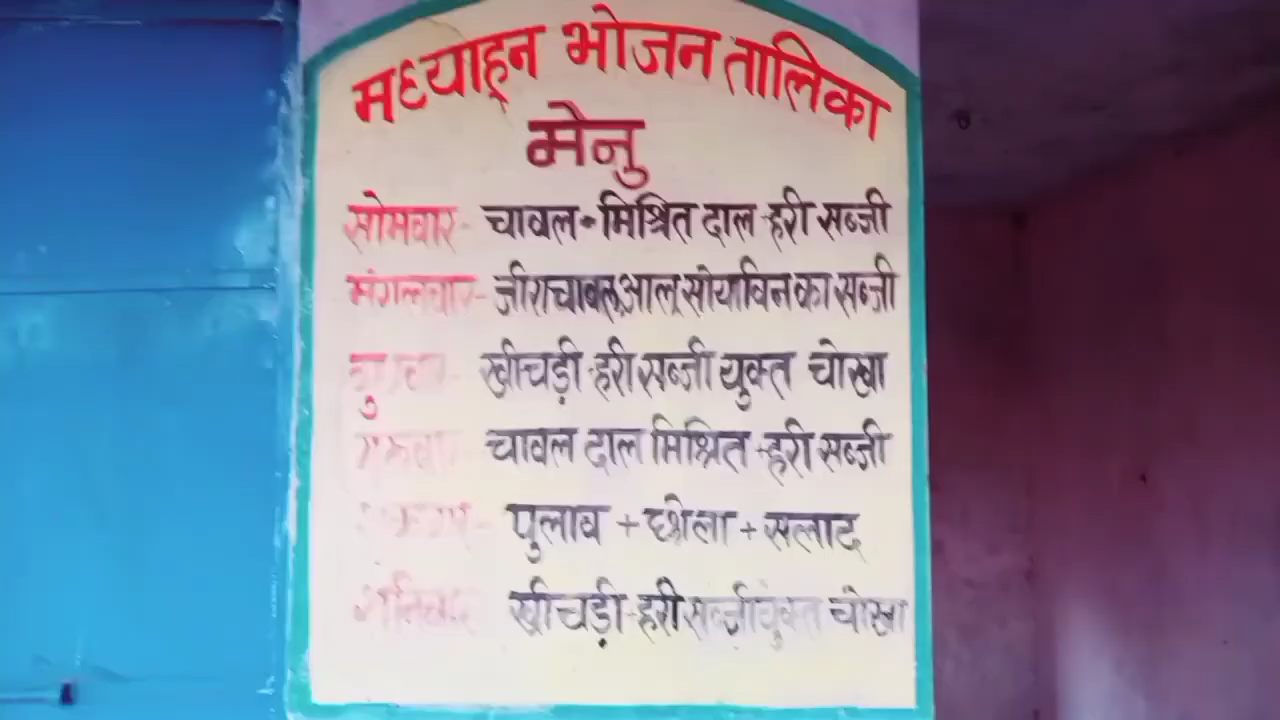 मध्याह्न भोजन तालिका
मेनु
सोमवार - चावल - मिश्रित दाल हरी सब्जी
मंगलवार - जीरा चावल, आलू सोयाविन का सब्जी
खीचड़ी हरी सब्जी युक्त चोखा
चावल दाल मिश्रित हरी सब्जी
पुलाव + छोला + सलाद
शनिवार खीचड़ी - हरी सब्जी युक्त चोखा